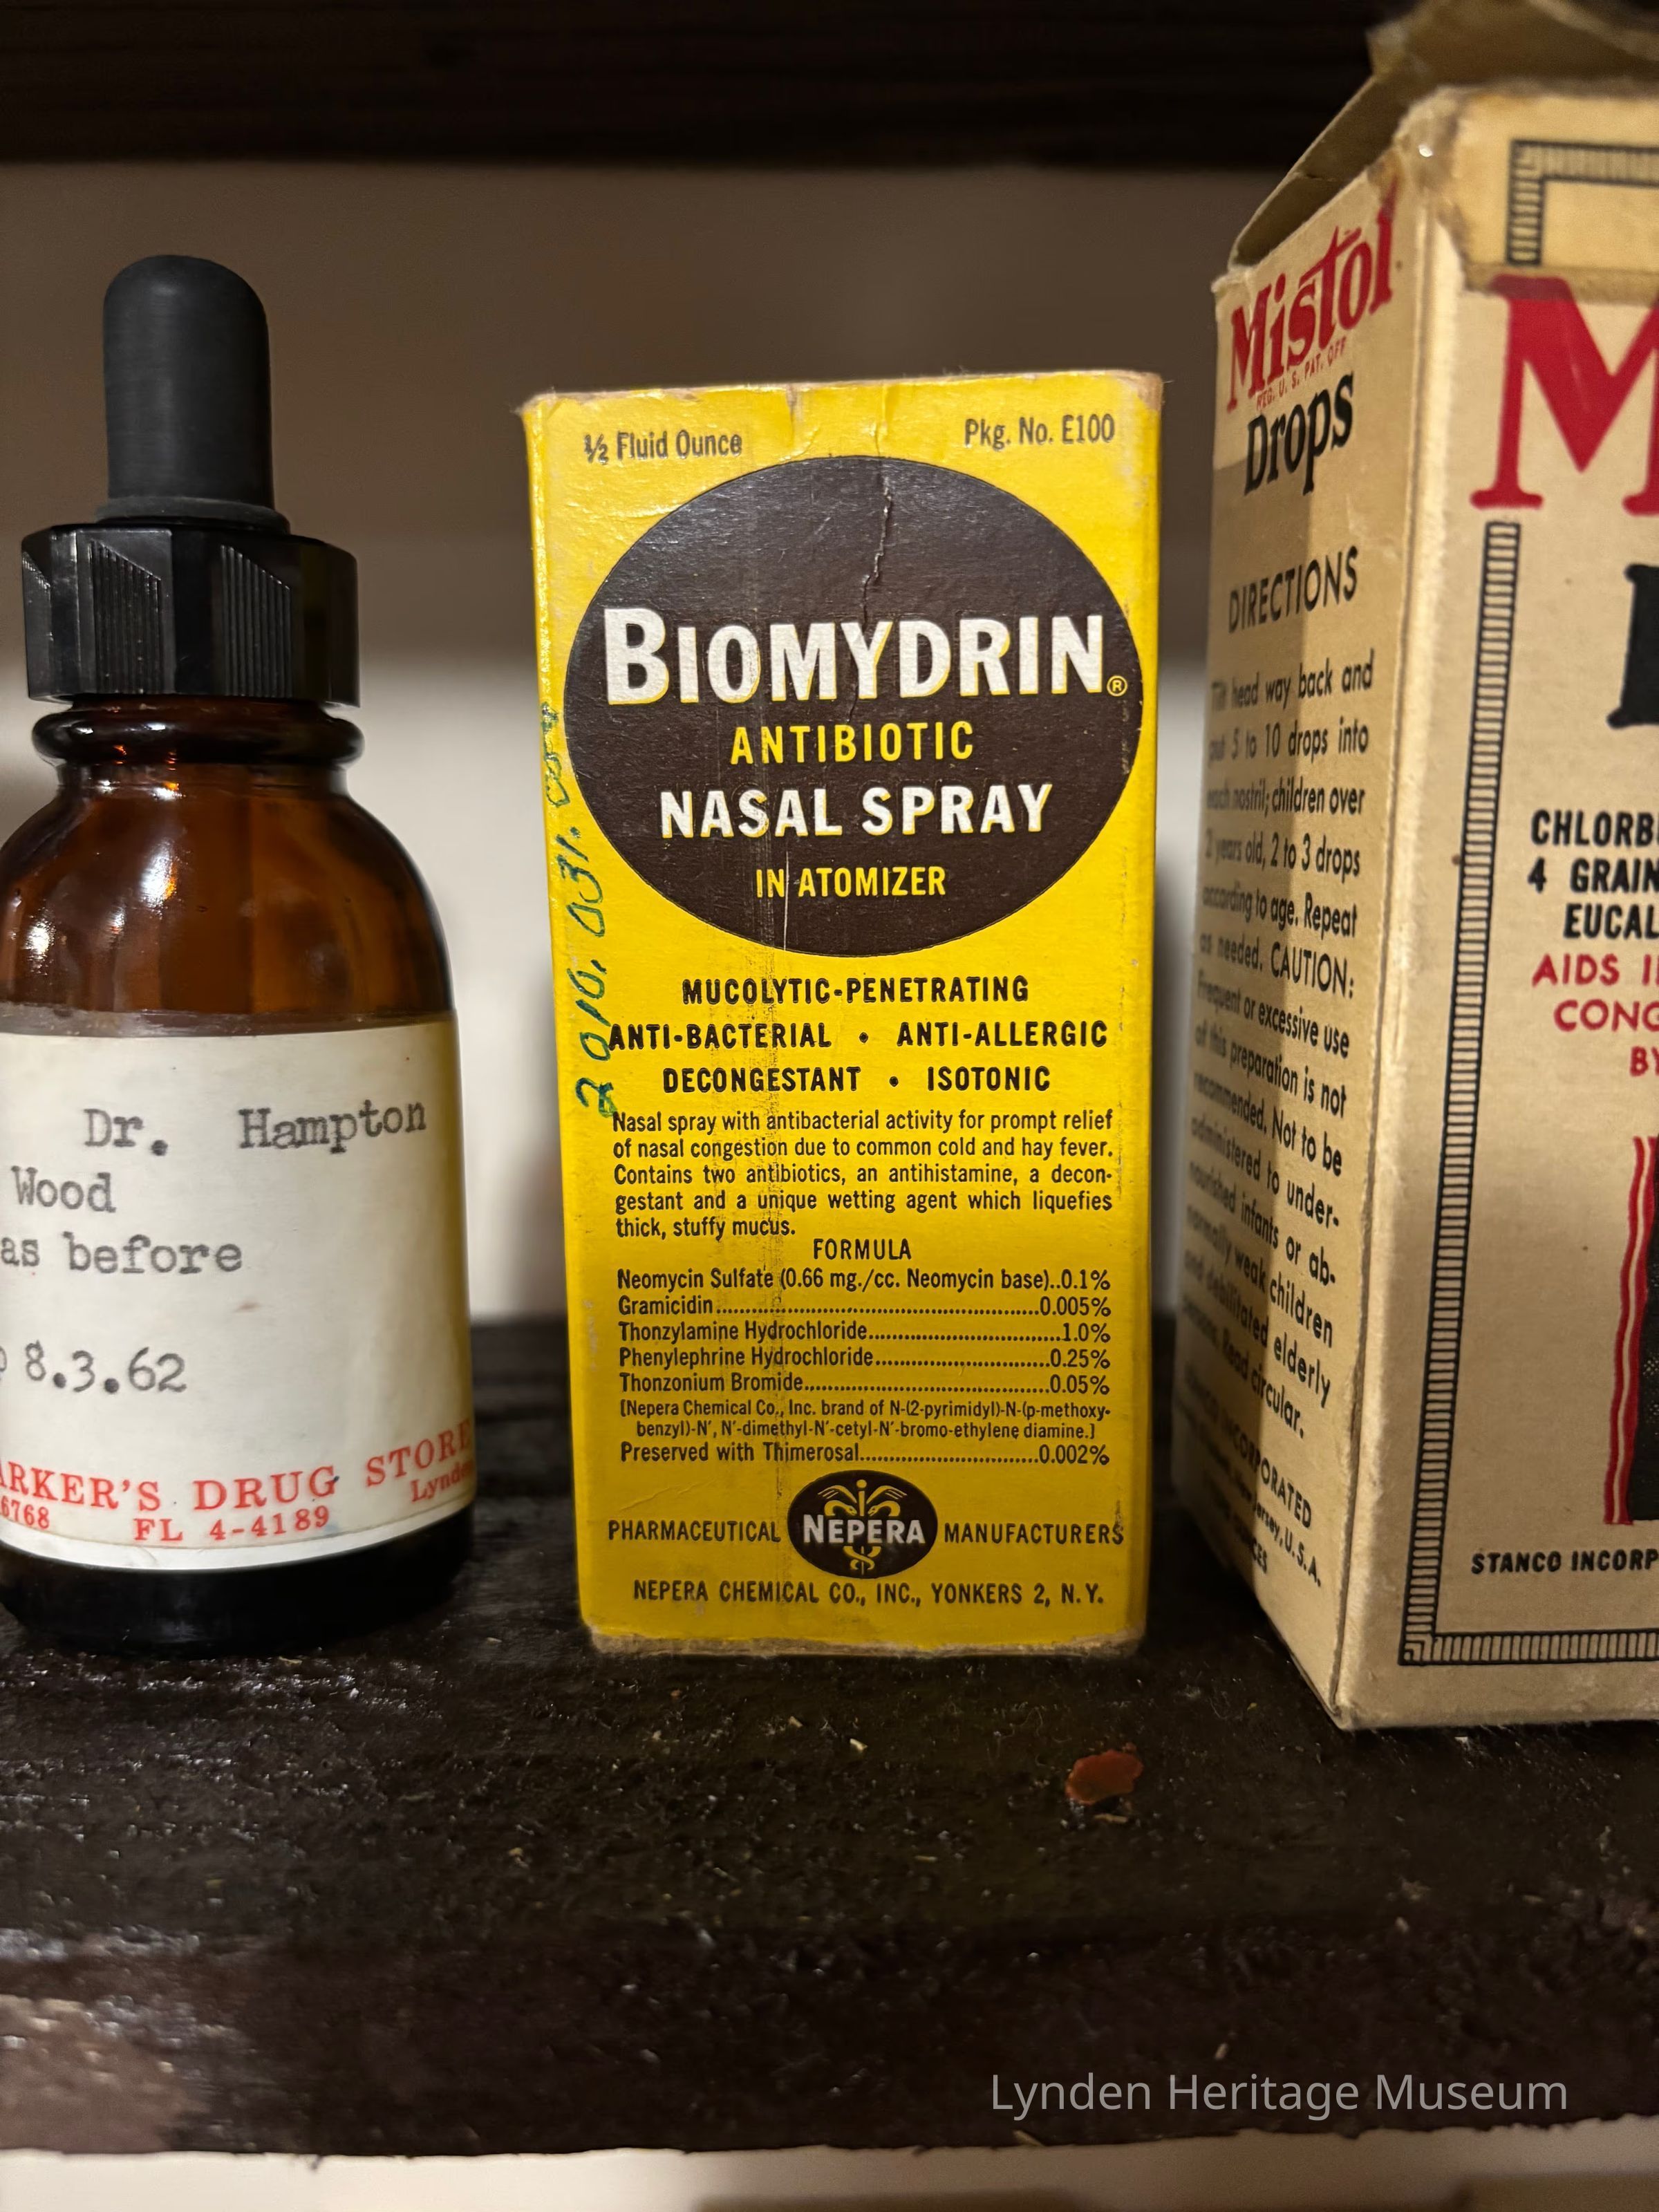 Dr. Hampton
Wood
as before
8.3.62
ARKER'S DRUG STORE
6768 FL 4-4189 Lynden
½ Fluid Ounce Pkg. No. E100
BIOMYDRIN®
ANTIBIOTIC
NASAL SPRAY
IN ATOMIZER
MUCOLYTIC-PENETRATING
ANTI-BACTERIAL • ANTI-ALLERGIC
DECONGESTANT • ISOTONIC
Nasal spray with antibacterial activity for prompt relief
of nasal congestion due to common cold and hay fever.
Contains two antibiotics, an antihistamine, a decon-
gestant and a unique wetting agent which liquefies
thick, stuffy mucus.
FORMULA
Neomycin Sulfate (0.66 mg./cc. Neomycin base)..0.1%
Gramicidin...0.005%
Thonzylamine Hydrochloride...1.0%
Phenylephrine Hydrochloride...0.25%
Thonzonium Bromide...0.05%
[Nepera Chemical Co., Inc. brand of N-(2-pyrimidyl)-N-(p-methoxy-
benzyl)-N', N'-dimethyl-N'-cetyl-N'-bromo-ethylene diamine.]
Preserved with Thimerosal...0.002%
PHARMACEUTICAL NEPERA MANUFACTURERS
NEPERA CHEMICAL CO., INC., YONKERS 2, N.Y.
2010.031.
Mistol
REG. U.S. PAT. OFF.
Drops
DIRECTIONS
Tilt head way back and
put 5 to 10 drops into
each nostril; children over
2 years old, 2 to 3 drops
according to age. Repeat
as needed. CAUTION:
Frequent or excessive use
of this preparation is not
recommended. Not to be
administered to under-
nourished infants or ab-
normally weak children
and debilitated elderly
persons. Read circular.
INCORPORATED
Jersey, U.S.A.
M
CHLORB
4 GRAIN
EUCAL
AIDS I
CONG
BY
STANCO INCORP
Lynden Heritage Museum